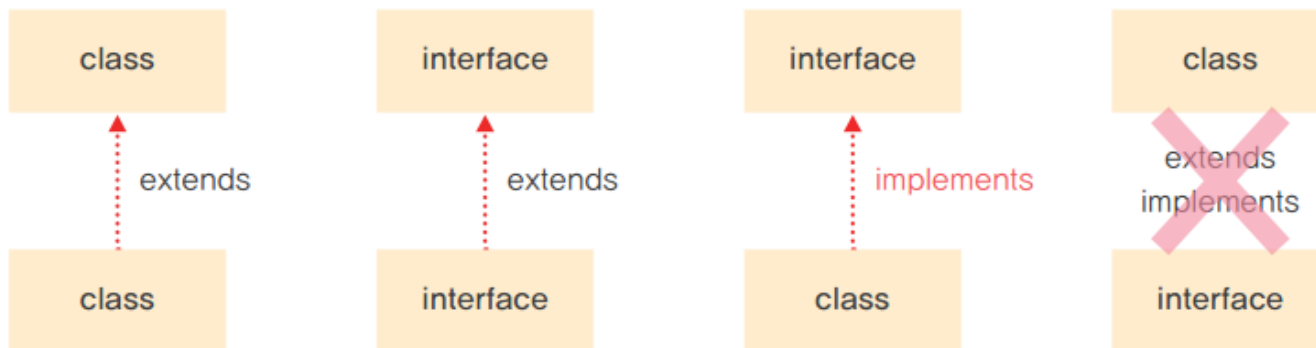 class
interface
interface
class
extends
extends
implements
extends
implements
class
interface
class
interface